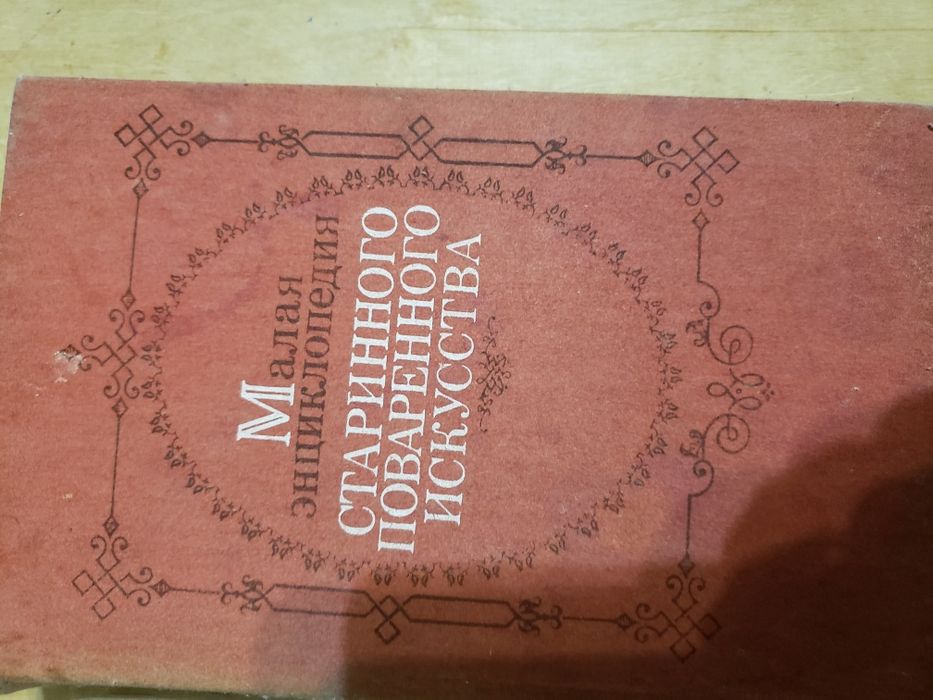 Малая
энциклопедия
СТАРИННОГО
ПОВАРЕННОГО
ИСКУССТВА